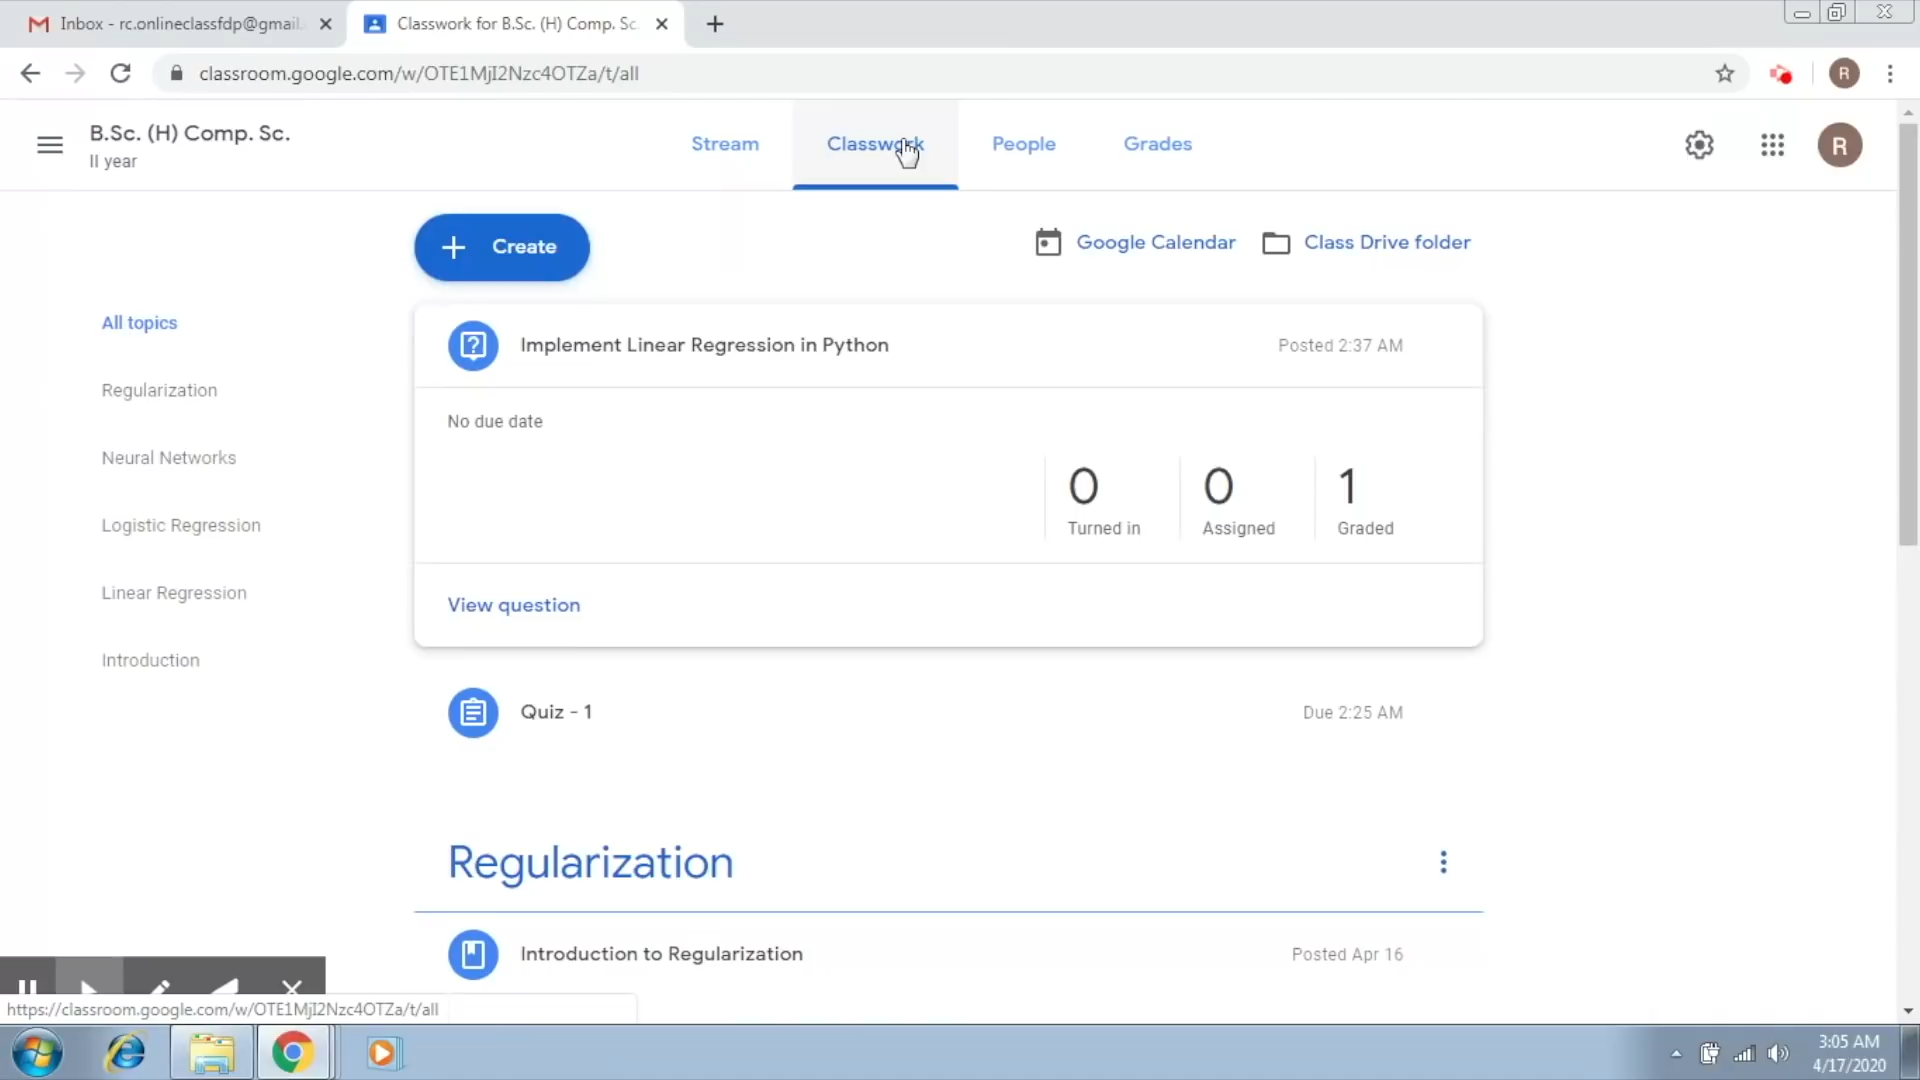 Inbox - rc.onlineclassfdp@gmail.
Classwork for B.Sc. (H) Comp. Sc.
classroom.google.com/w/OTE1MjI2Nzc4OTZa/t/all
R
B.Sc. (H) Comp. Sc.
II year
Stream
Classwork
People
Grades
R
Create
Google Calendar
Class Drive folder
All topics
Regularization
Neural Networks
Logistic Regression
Linear Regression
Introduction
Implement Linear Regression in Python
Posted 2:37 AM
No due date
0
Turned in
0
Assigned
1
Graded
View question
Quiz - 1
Due 2:25 AM
Regularization
Introduction to Regularization
Posted Apr 16
https://classroom.google.com/w/OTE1MjI2Nzc4OTZa/t/all
3:05 AM
4/17/2020